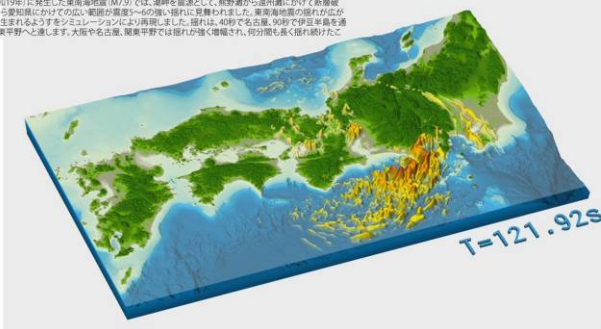 和19年)に発生した東南海地震(M7.9)では、潮岬を震源として、熊野灘から遠州灘にかけて断層破
ら愛知県にかけての広い範囲が震度5〜6の強い揺れに見舞われました。東南海地震の揺れが広が
生まれるようすをシミュレーションにより再現しました。揺れは、40秒で名古屋、90秒で伊豆半島を通
東平野へと達します。大阪や名古屋、関東平野では揺れが強く増幅され、何分間も長く揺れ続けたこ
T=121.92s